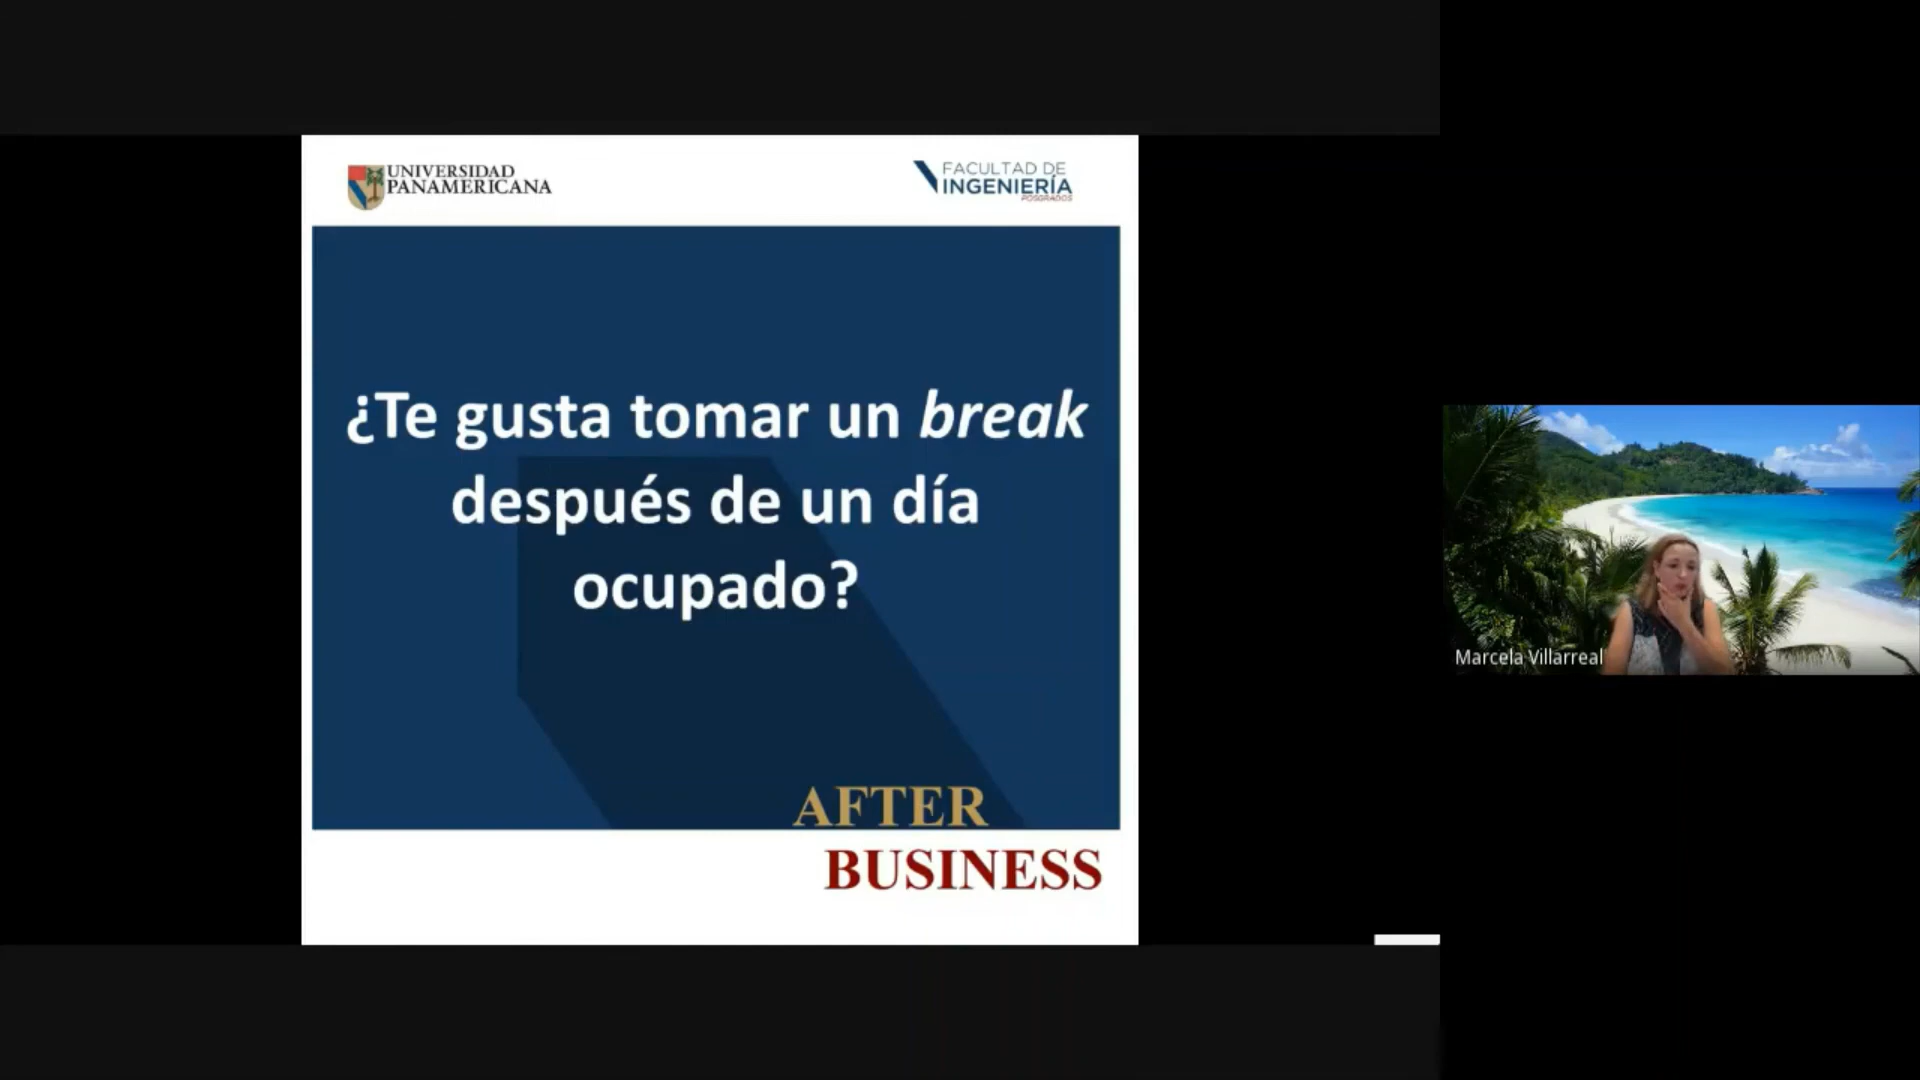 UNIVERSIDAD
PANAMERICANA
FACULTAD DE
INGENIERÍA
POSGRADOS
¿Te gusta tomar un break
después de un día
ocupado?
AFTER
BUSINESS
Marcela Villarreal